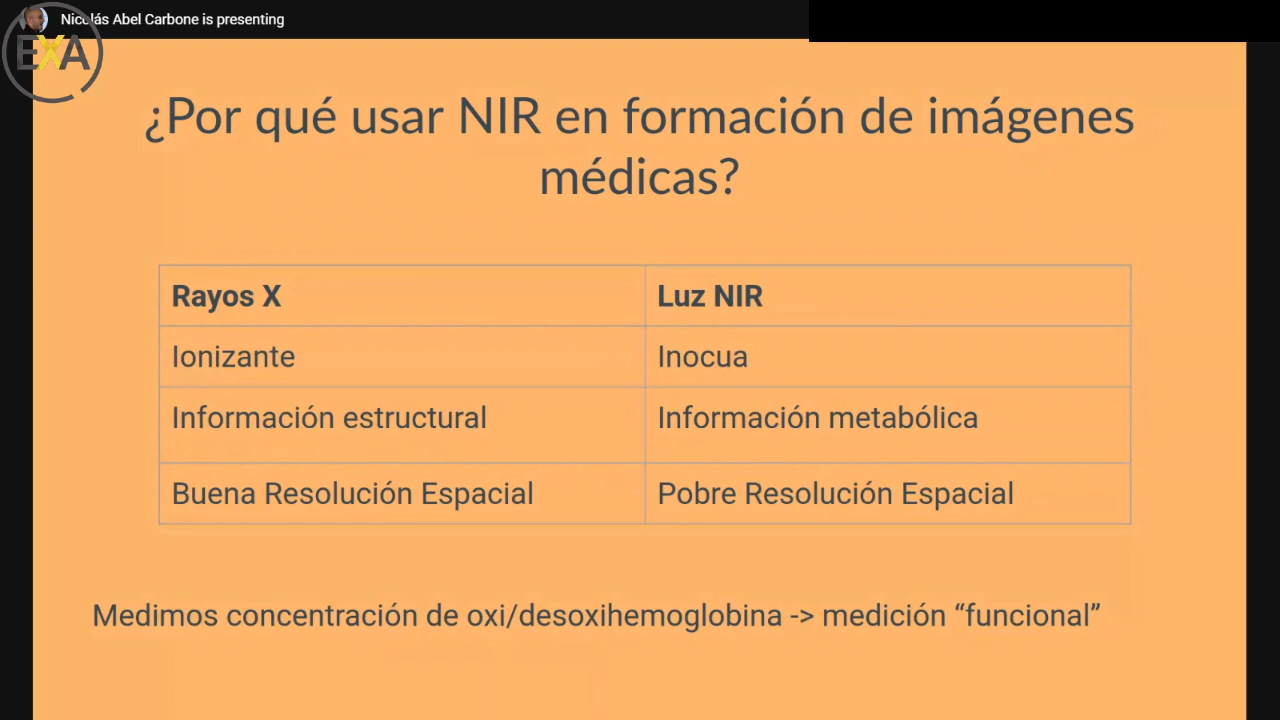 Nicolás Abel Carbone is presenting
EXA
¿Por qué usar NIR en formación de imágenes
médicas?
Rayos X
Luz NIR
Ionizante
Inocua
Información estructural
Información metabólica
Buena Resolución Espacial
Pobre Resolución Espacial
Medimos concentración de oxi/desoxihemoglobina -> medición “funcional”